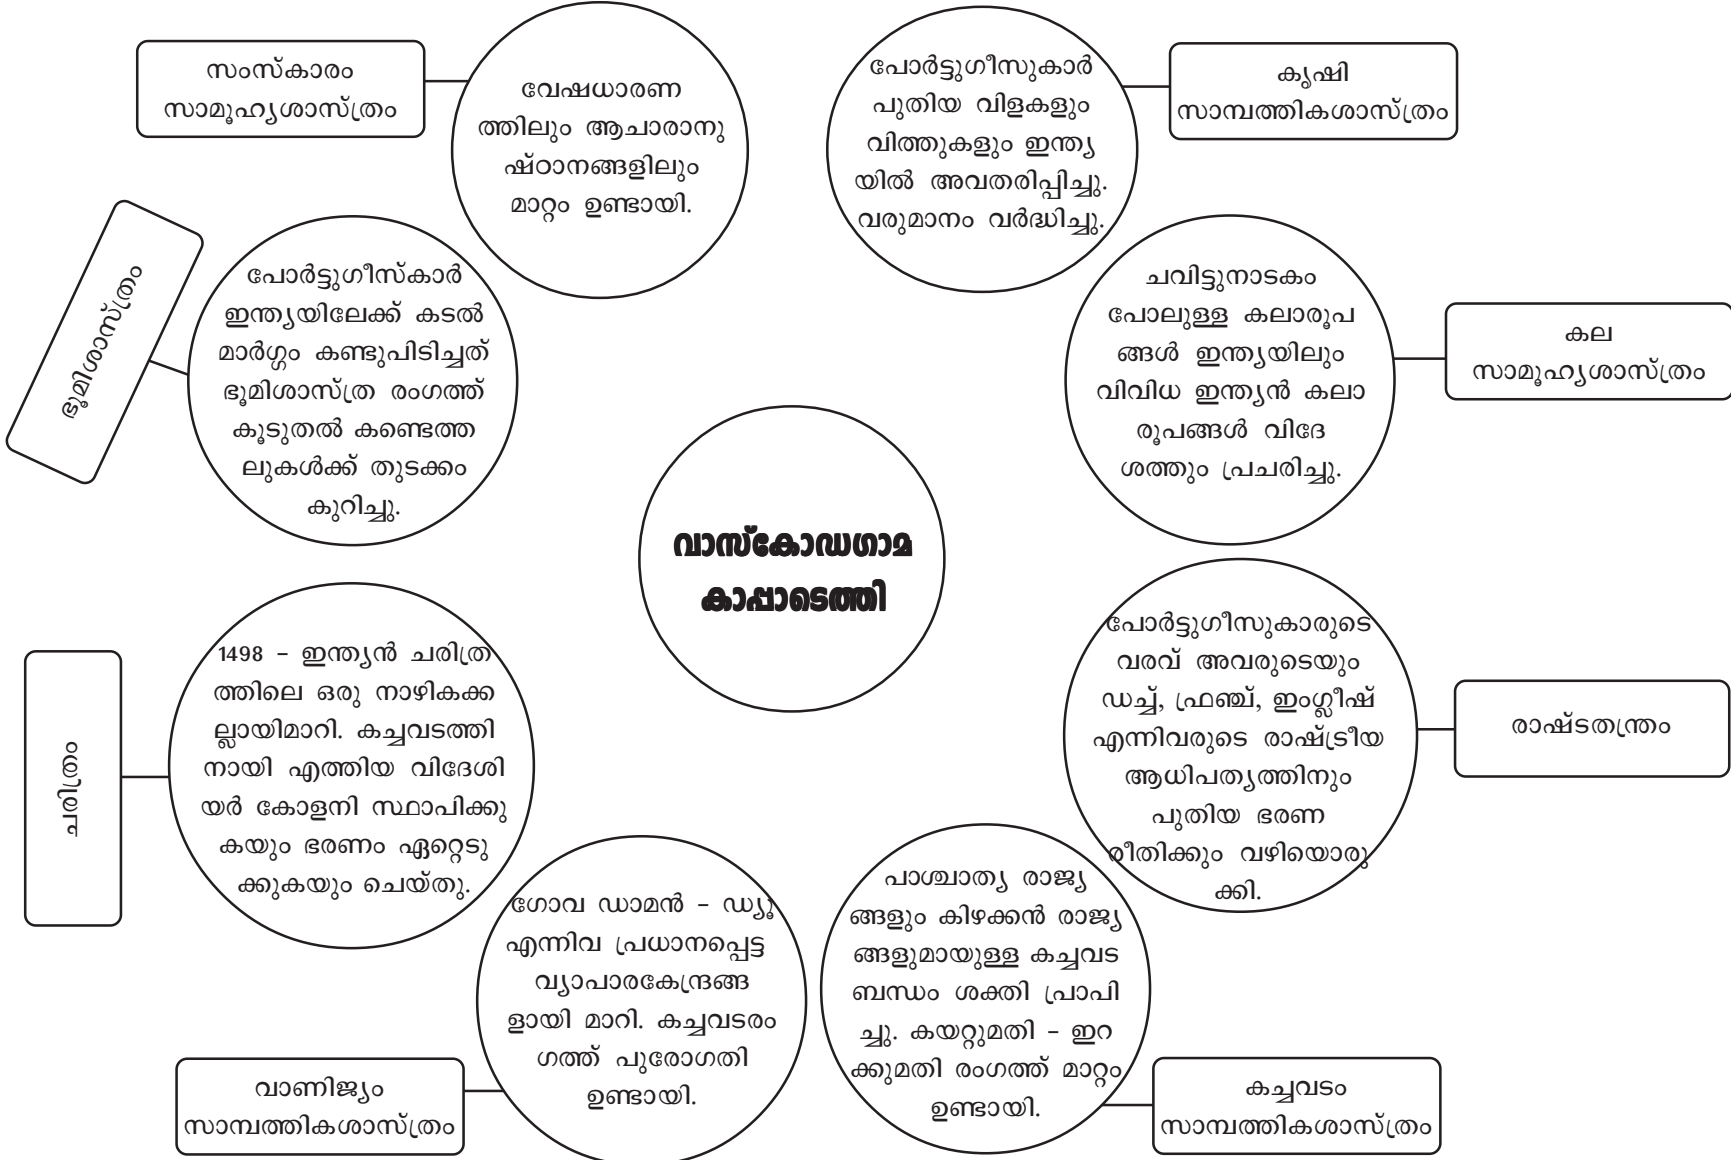 സംസ്കാരം
സാമൂഹ്യശാസ്ത്രം
വേഷധാരണ
ത്തിലും ആചാരാനു
ഷ്ഠാനങ്ങളിലും
മാറ്റം ഉണ്ടായി.
പോർട്ടുഗീസുകാർ
പുതിയ വിളകളും
വിത്തുകളും ഇന്ത്യ
യിൽ അവതരിപ്പിച്ചു.
വരുമാനം വർദ്ധിച്ചു.
കൃഷി
സാമ്പത്തികശാസ്ത്രം
ഭൂമിശാസ്ത്രം
പോർട്ടുഗീസ്കാർ
ഇന്ത്യയിലേക്ക് കടൽ
മാർഗ്ഗം കണ്ടുപിടിച്ചത്
ഭൂമിശാസ്ത്ര രംഗത്ത്
കൂടുതൽ കണ്ടെത്ത
ലുകൾക്ക് തുടക്കം
കുറിച്ചു.
ചവിട്ടുനാടകം
പോലുള്ള കലാരൂപ
ങ്ങൾ ഇന്ത്യയിലും
വിവിധ ഇന്ത്യൻ കലാ
രൂപങ്ങൾ വിദേ
ശത്തും പ്രചരിച്ചു.
കല
സാമൂഹ്യശാസ്ത്രം
വാസ്കോഡഗാമ
കാപ്പാടെത്തി
ചരിത്രം
1498 – ഇന്ത്യൻ ചരിത്ര
ത്തിലെ ഒരു നാഴികക്ക
ല്ലായിമാറി. കച്ചവടത്തി
നായി എത്തിയ വിദേശി
യർ കോളനി സ്ഥാപിക്കു
കയും ഭരണം ഏറ്റെടു
ക്കുകയും ചെയ്തു.
പോർട്ടുഗീസുകാരുടെ
വരവ് അവരുടെയും
ഡച്ച്, ഫ്രഞ്ച്, ഇംഗ്ലീഷ്
എന്നിവരുടെ രാഷ്ട്രീയ
ആധിപത്യത്തിനും
പുതിയ ഭരണ
രീതിക്കും വഴിയൊരു
ക്കി.
രാഷ്ടതന്ത്രം
ഗോവ ഡാമൻ – ഡ്യൂ
എന്നിവ പ്രധാനപ്പെട്ട
വ്യാപാരകേന്ദ്രങ്ങ
ളായി മാറി. കച്ചവടരം
ഗത്ത് പുരോഗതി
ഉണ്ടായി.
വാണിജ്യം
സാമ്പത്തികശാസ്ത്രം
പാശ്ചാത്യ രാജ്യ
ങ്ങളും കിഴക്കൻ രാജ്യ
ങ്ങളുമായുള്ള കച്ചവട
ബന്ധം ശക്തി പ്രാപി
ച്ചു. കയറ്റുമതി – ഇറ
ക്കുമതി രംഗത്ത് മാറ്റം
ഉണ്ടായി.
കച്ചവടം
സാമ്പത്തികശാസ്ത്രം